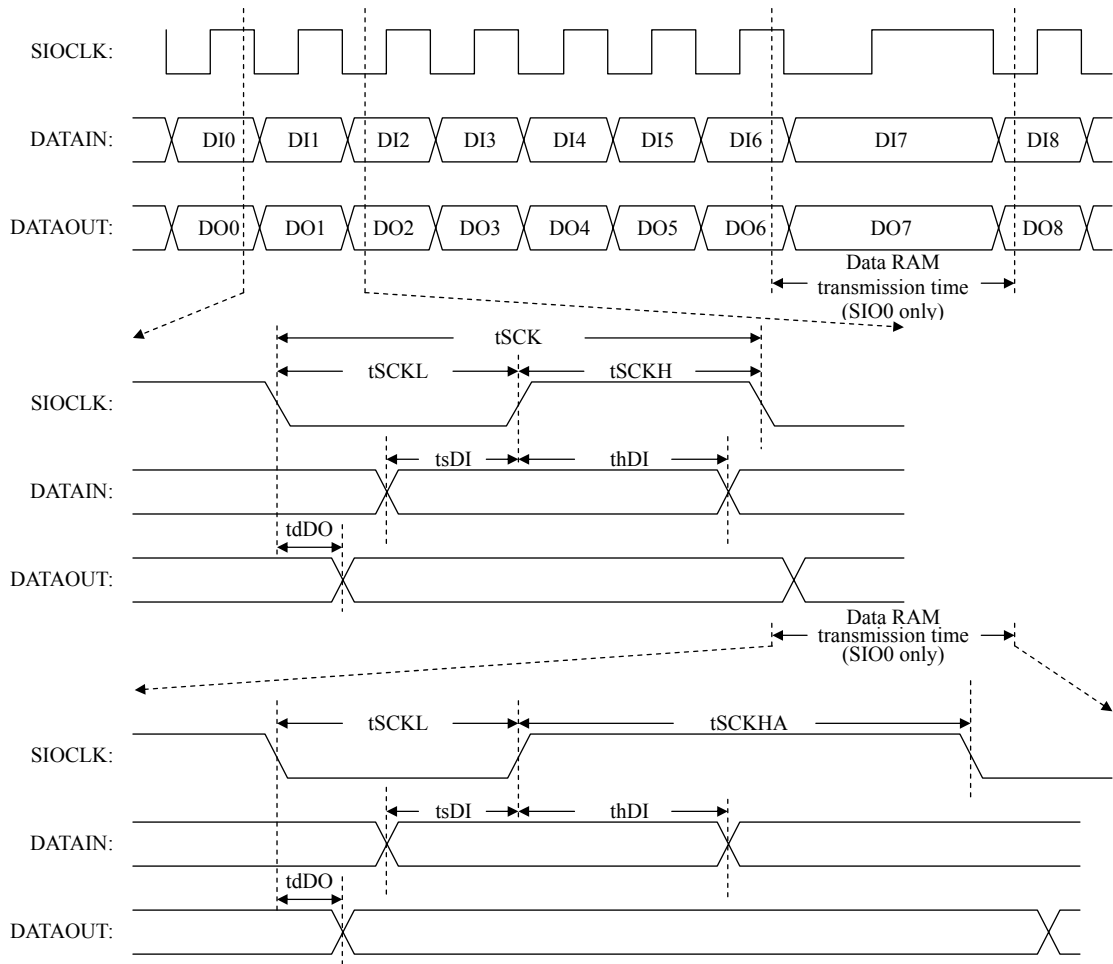 SIOCLK:
DATAIN: DI0 DI1 DI2 DI3 DI4 DI5 DI6 DI7 DI8
DATAOUT: DO0 DO1 DO2 DO3 DO4 DO5 DO6 DO7 DO8
Data RAM
transmission time
(SIO0 only)
tSCK
tSCKL tSCKH
SIOCLK:
tsDI thDI
DATAIN:
tdDO
DATAOUT:
Data RAM
transmission time
(SIO0 only)
tSCKL tSCKHA
SIOCLK:
tsDI thDI
DATAIN:
tdDO
DATAOUT: